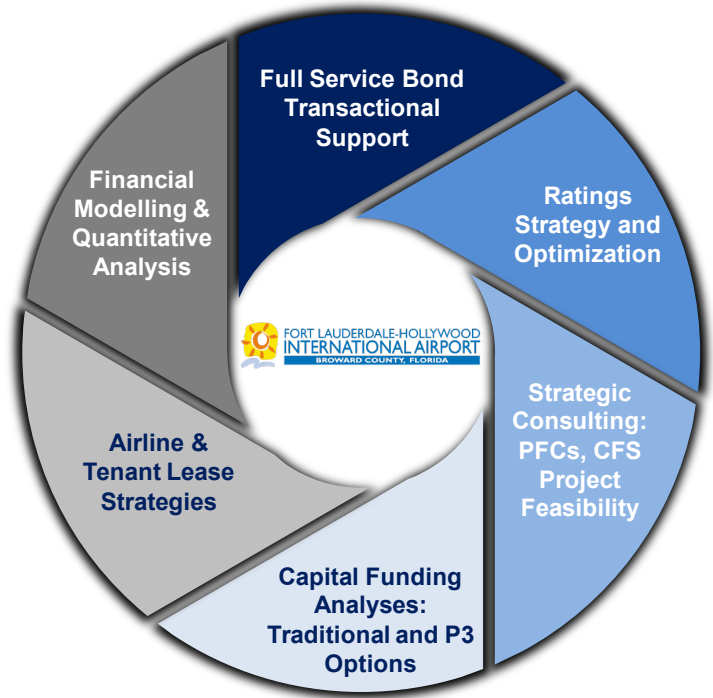 Full Service Bond
Transactional
Support
Ratings
Strategy and
Optimization
Strategic
Consulting:
PFCs, CFS
Project
Feasibility
Capital Funding
Analyses:
Traditional and P3
Options
Airline &
Tenant Lease
Strategies
Financial
Modelling &
Quantitative
Analysis
FORT LAUDERDALE-HOLLYWOOD
INTERNATIONAL AIRPORT
BROWARD COUNTY, FLORIDA